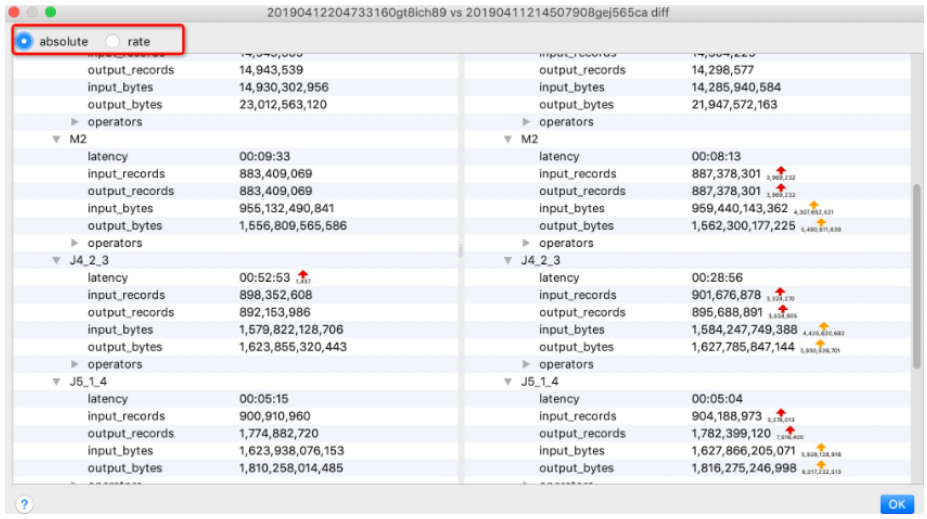 20190412204733160gt8ich89 vs 20190411214507908gej565ca diff
absolute rate
output_records 14,943,539 output_records 14,298,577
input_bytes 14,930,302,956 input_bytes 14,285,940,584
output_bytes 23,012,563,120 output_bytes 21,947,572,163
operators operators
M2 M2
latency 00:09:33 latency 00:08:13
input_records 883,409,069 input_records 887,378,301 3,969,232
output_records 883,409,069 output_records 887,378,301 3,969,232
input_bytes 955,132,490,841 input_bytes 959,440,143,362 4,307,652,521
output_bytes 1,556,809,565,586 output_bytes 1,562,300,177,225 5,490,611,639
operators operators
J4_2_3 J4_2_3
latency 00:52:53 1,437 latency 00:28:56
input_records 898,352,608 input_records 901,676,878 3,324,270
output_records 892,153,986 output_records 895,688,891 3,534,905
input_bytes 1,579,822,128,706 input_bytes 1,584,247,749,388 4,425,620,682
output_bytes 1,623,855,320,443 output_bytes 1,627,785,847,144 3,930,526,701
operators operators
J5_1_4 J5_1_4
latency 00:05:15 latency 00:05:04
input_records 900,910,960 input_records 904,188,973 3,278,013
output_records 1,774,882,720 output_records 1,782,399,120 7,516,400
input_bytes 1,623,938,076,153 input_bytes 1,627,866,205,071 3,928,128,918
output_bytes 1,810,258,014,485 output_bytes 1,816,275,246,998 6,017,232,513
? OK